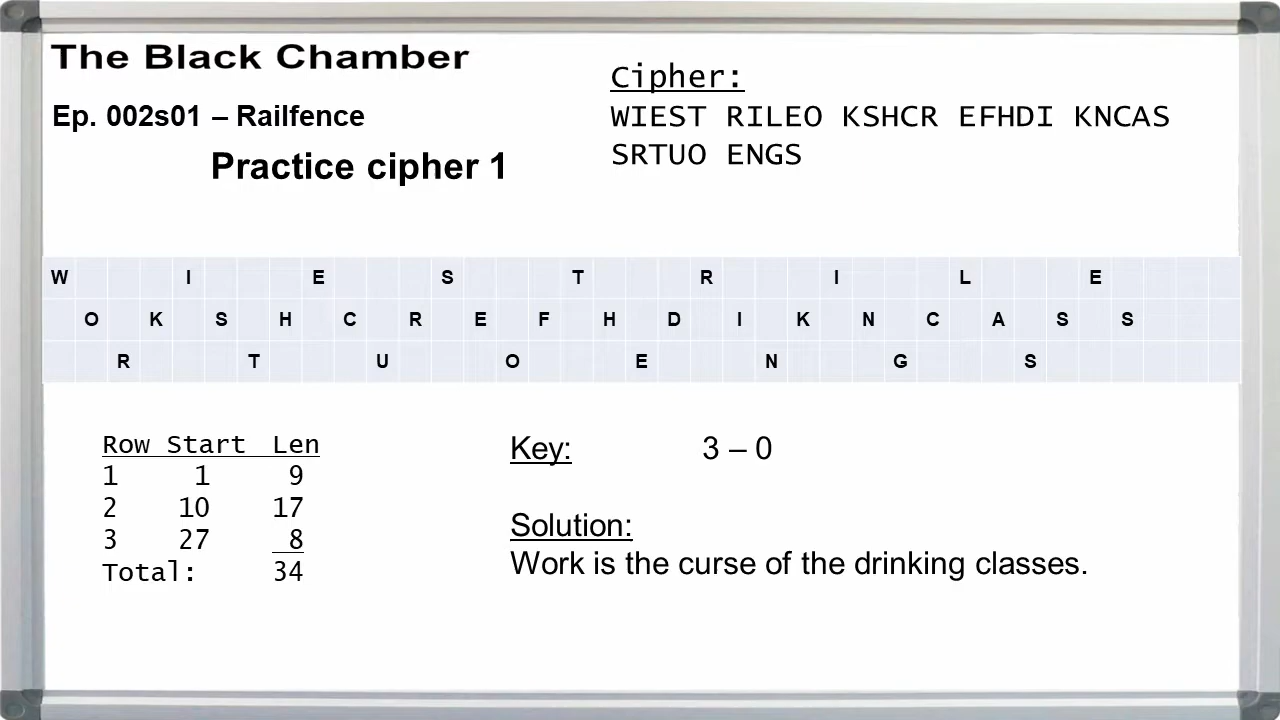 The Black Chamber
Ep. 002s01 – Railfence
Practice cipher 1
Cipher:
WIEST RILEO KSHCR EFHDI KNCAS
SRTUO ENGS
W I E S T R I L E
O K S H C R E F H D I K N C A S S
R T U O E N G S
Row Start Len
1 1 9
2 10 17
3 27 8
Total: 34
Key: 3 – 0
Solution:
Work is the curse of the drinking classes.